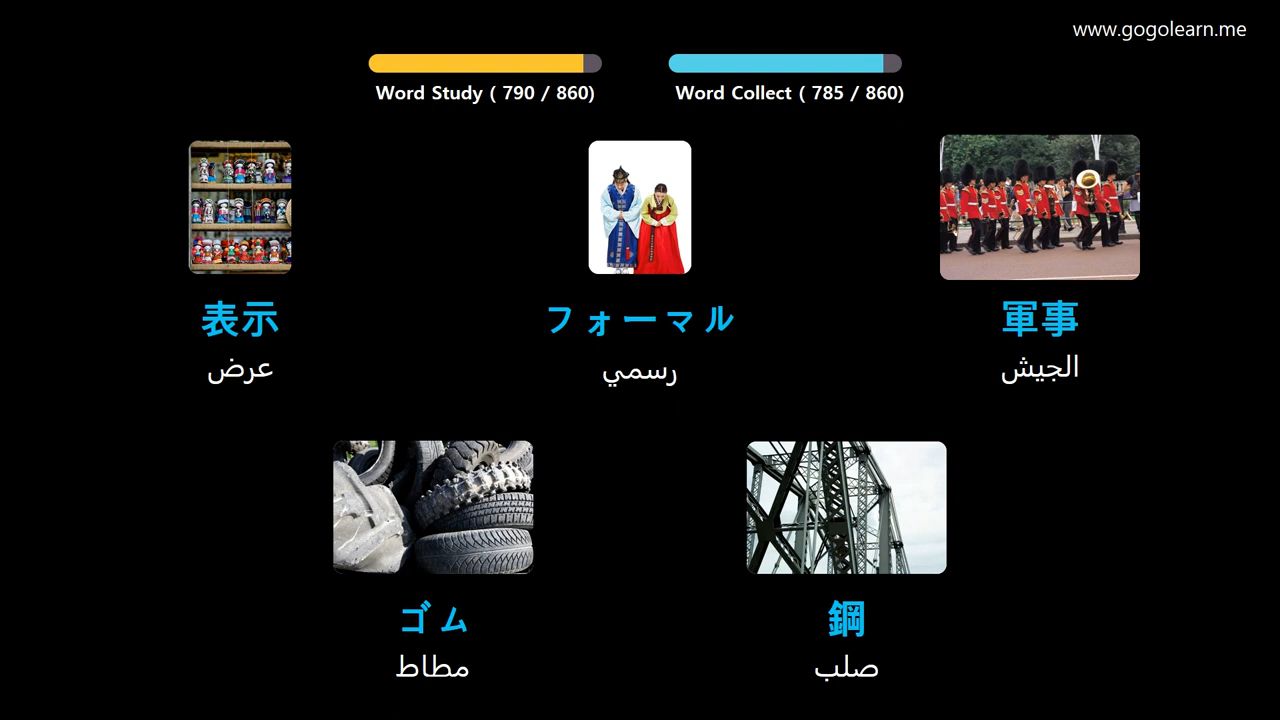 www.gogolearn.me
Word Study ( 790 / 860)
Word Collect ( 785 / 860)
表示
フォーマル
軍事
عرض
رسمي
الجيش
ゴム
鋼
مطاط
صلب